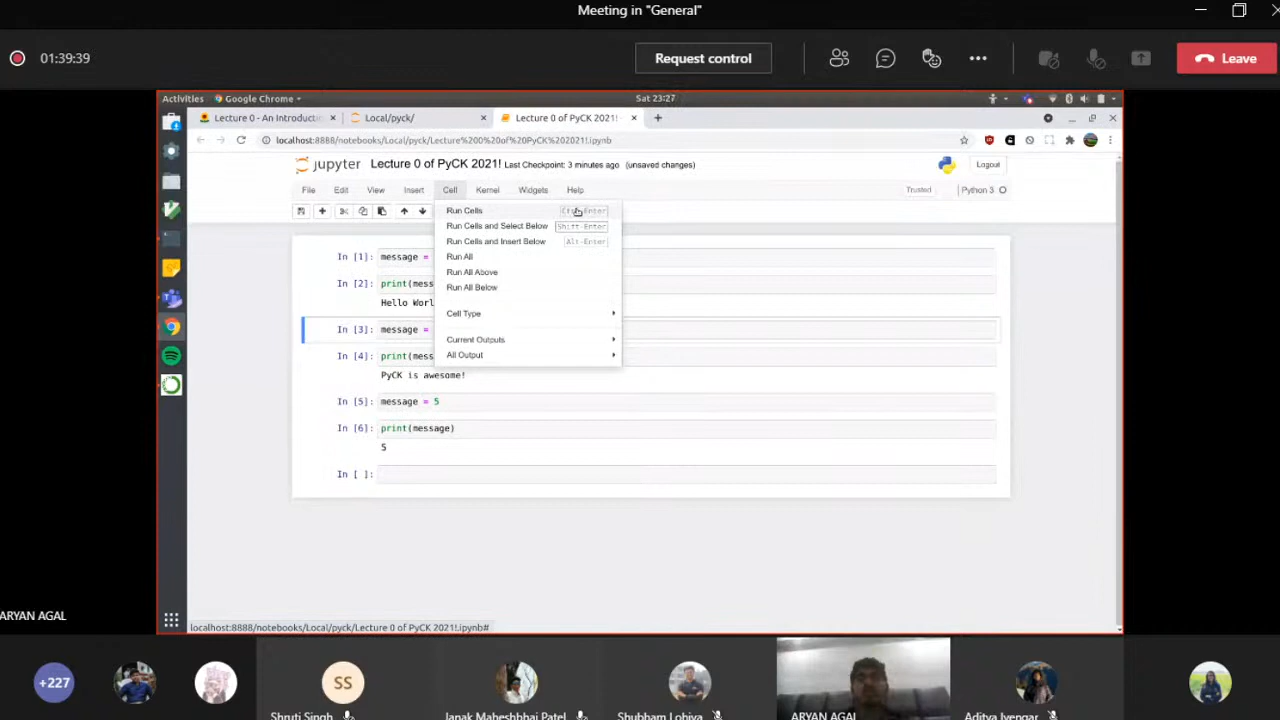 Meeting in "General"
01:39:39
Request control
Leave
Activities
Google Chrome
Sat 23:27
Lecture 0 - An Introducti
Local/pyck/
Lecture 0 of PyCK 2021!
localhost:8888/notebooks/Local/pyck/Lecture%200%20of%20PyCK%202021!.ipynb
jupyter Lecture 0 of PyCK 2021! Last Checkpoint: 3 minutes ago (unsaved changes)
Logout
File Edit View Insert Cell Kernel Widgets Help
Trusted
Python 3
Run Cells Ctrl-Enter
Run Cells and Select Below Shift-Enter
Run Cells and Insert Below Alt-Enter
Run All
Run All Above
Run All Below
Cell Type
Current Outputs
All Output
In [1]: message =
In [2]: print(mess
Hello Worl
In [3]: message =
In [4]: print(mess
PyCK is awesome!
In [5]: message = 5
In [6]: print(message)
5
In [ ]:
ARYAN AGAL
localhost:8888/notebooks/Local/pyck/Lecture 0 of PyCK 2021!.ipynb#
+227
SS
Shruti Singh
Janak Maheshbhai Patel
Shubham Lohiya
ARYAN AGAL
Aditya Iyengar